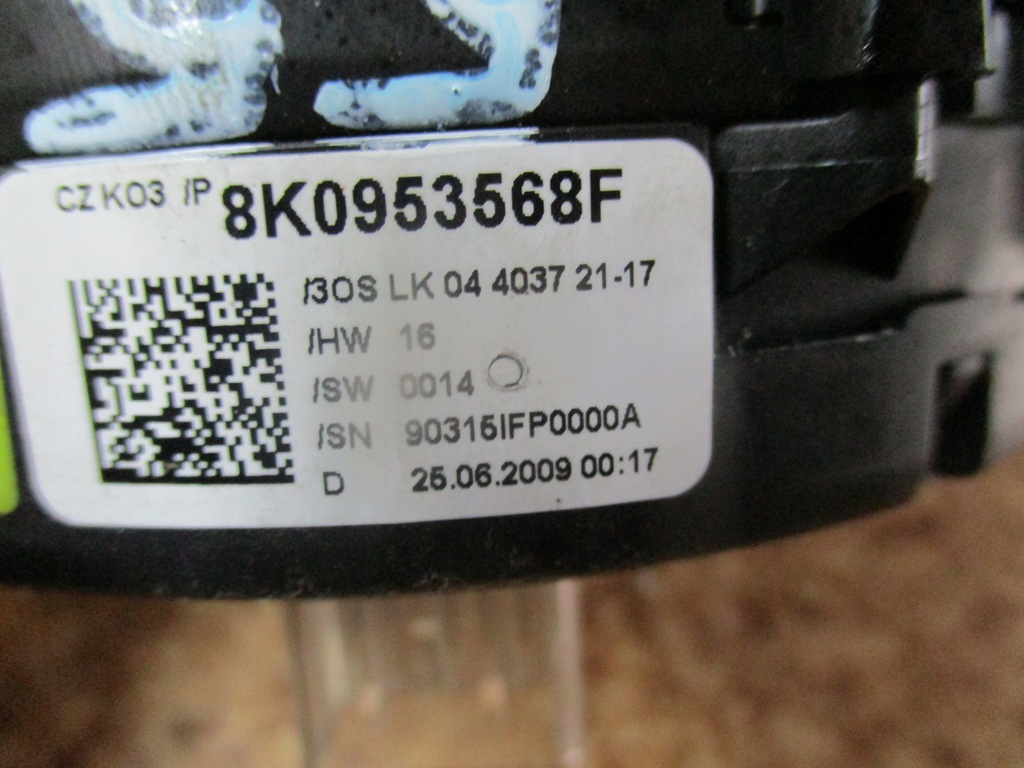 CZ K03 /P 8K0953568F
/3OS LK 04 4037 21-17
/HW 16
/SW 0014
/SN 90315IFP0000A
D 25.06.2009 00:17